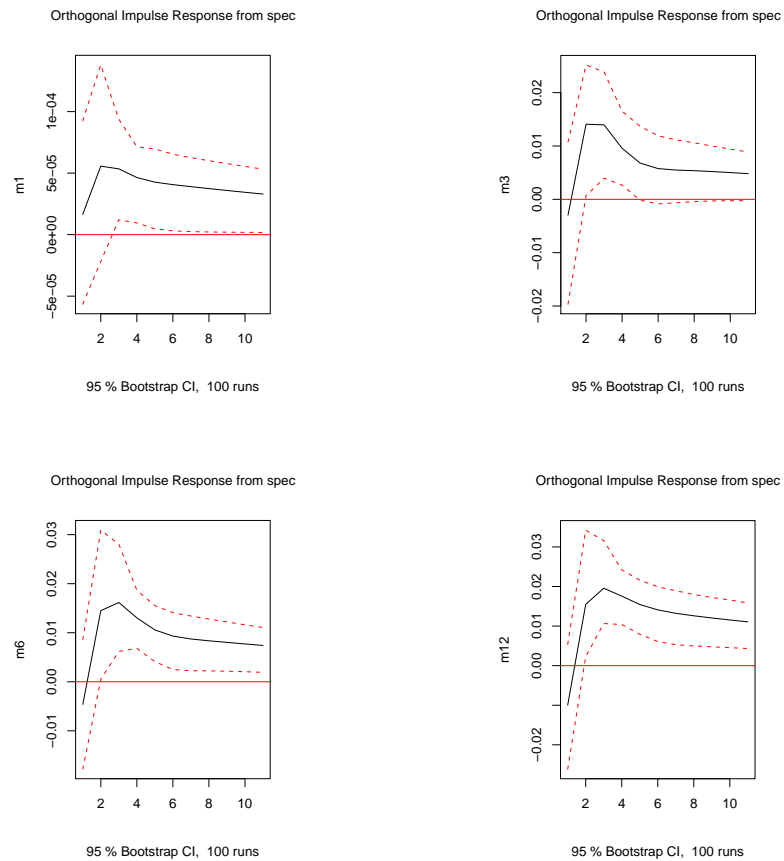 Orthogonal Impulse Response from spec
m1
1e−04
5e−05
0e+00
−5e−05
2 4 6 8 10
95 % Bootstrap CI, 100 runs
Orthogonal Impulse Response from spec
m3
0.02
0.01
0.00
−0.01
−0.02
2 4 6 8 10
95 % Bootstrap CI, 100 runs
Orthogonal Impulse Response from spec
m6
0.03
0.02
0.01
0.00
−0.01
2 4 6 8 10
95 % Bootstrap CI, 100 runs
Orthogonal Impulse Response from spec
m12
0.03
0.02
0.01
0.00
−0.02
2 4 6 8 10
95 % Bootstrap CI, 100 runs